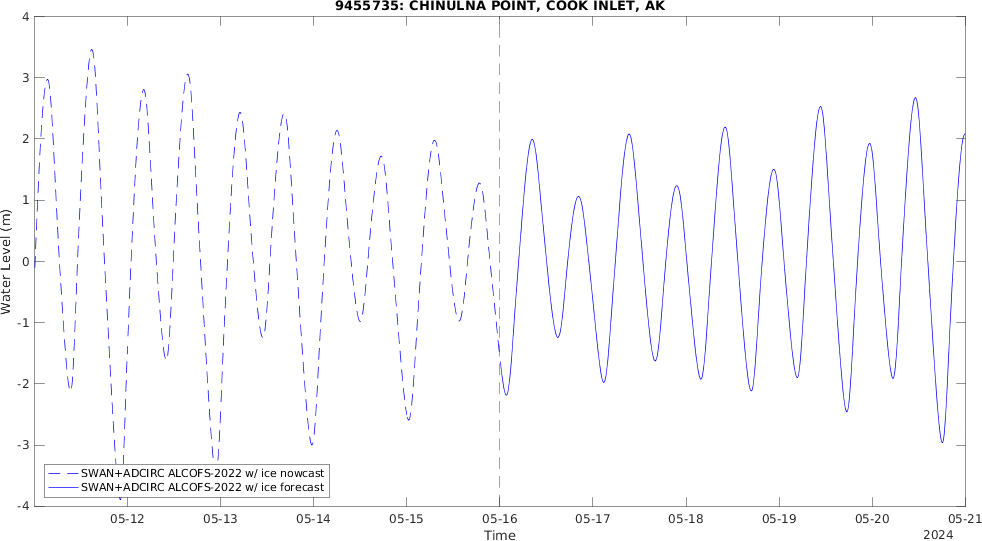 9455735: CHINULNA POINT, COOK INLET, AK
4
3
2
1
0
-1
-2
-3
-4
Water Level (m)
SWAN+ADCIRC ALCOFS-2022 w/ ice nowcast
SWAN+ADCIRC ALCOFS-2022 w/ ice forecast
05-12 05-13 05-14 05-15 05-16 05-17 05-18 05-19 05-20 05-21
Time
2024